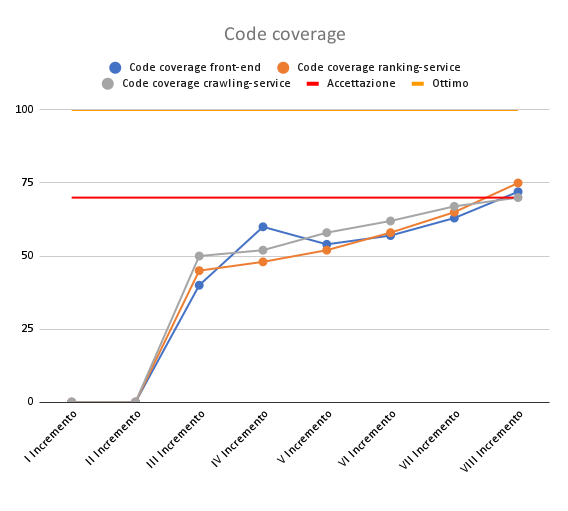 Code coverage
Code coverage front-end Code coverage ranking-service
Code coverage crawling-service Accettazione Ottimo
100
75
50
25
0
I Incremento
II Incremento
III Incremento
IV Incremento
V Incremento
VI Incremento
VII Incremento
VIII Incremento